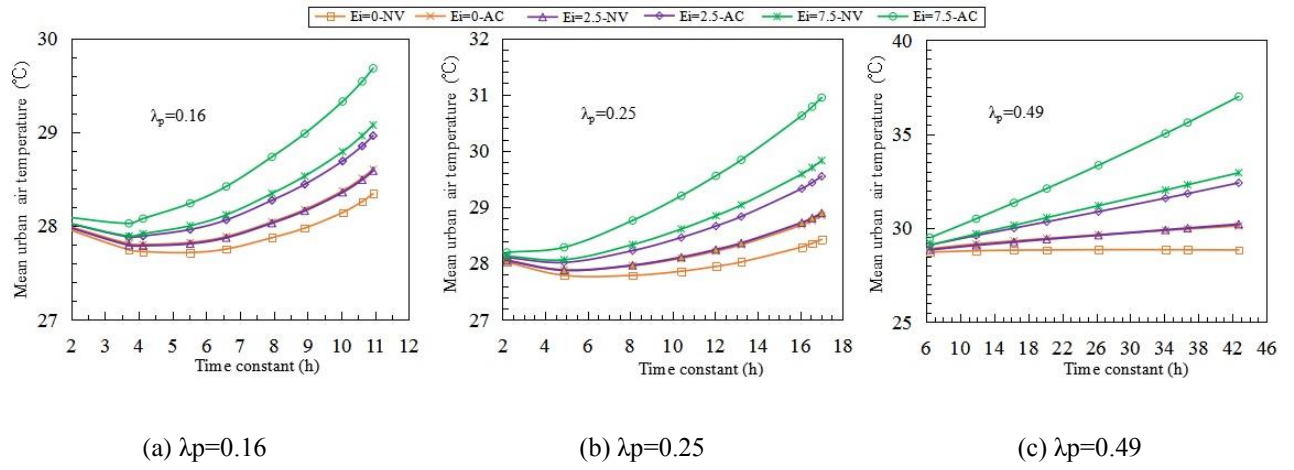 Ei=0-NV Ei=0-AC Ei=2.5-NV Ei=2.5-AC Ei=7.5-NV Ei=7.5-AC
Mean urban air temperature (℃)
30
29
28
27
λp=0.16
2 3 4 5 6 7 8 9 10 11 12
Time constant (h)
Mean urban air temperature (℃)
32
31
30
29
28
27
λp=0.25
2 4 6 8 10 12 14 16 18
Time constant (h)
Mean urban air temperature (℃)
40
35
30
25
λp=0.49
6 10 14 18 22 26 30 34 38 42 46
Time constant (h)
(a) λp=0.16
(b) λp=0.25
(c) λp=0.49